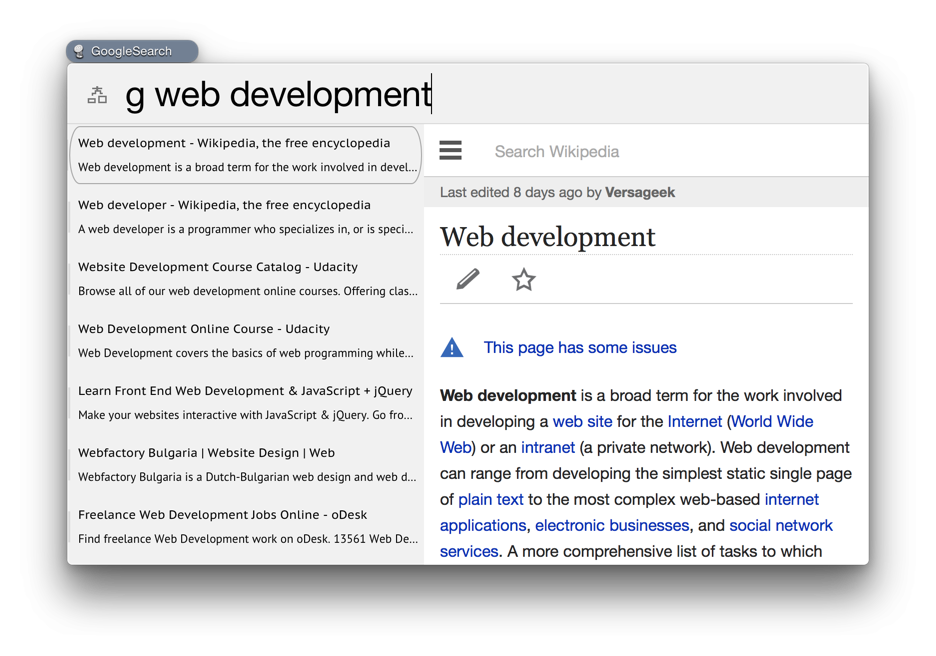 GoogleSearch
g web development
Web development - Wikipedia, the free encyclopedia
Web development is a broad term for the work involved in devel...
Web developer - Wikipedia, the free encyclopedia
A web developer is a programmer who specializes in, or is speci...
Website Development Course Catalog - Udacity
Browse all of our web development online courses. Offering clas...
Web Development Online Course - Udacity
Web Development covers the basics of web programming while...
Learn Front End Web Development & JavaScript + jQuery
Make your websites interactive with JavaScript & jQuery. Go fro...
Webfactory Bulgaria | Website Design | Web
Webfactory Bulgaria is a Dutch-Bulgarian web design and web d...
Freelance Web Development Jobs Online - oDesk
Find freelance Web Development work on oDesk. 13561 Web De...
Search Wikipedia
Last edited 8 days ago by Versageek
Web development
This page has some issues
Web development is a broad term for the work involved
in developing a web site for the Internet (World Wide
Web) or an intranet (a private network). Web development
can range from developing the simplest static single page
of plain text to the most complex web-based internet
applications, electronic businesses, and social network
services. A more comprehensive list of tasks to which